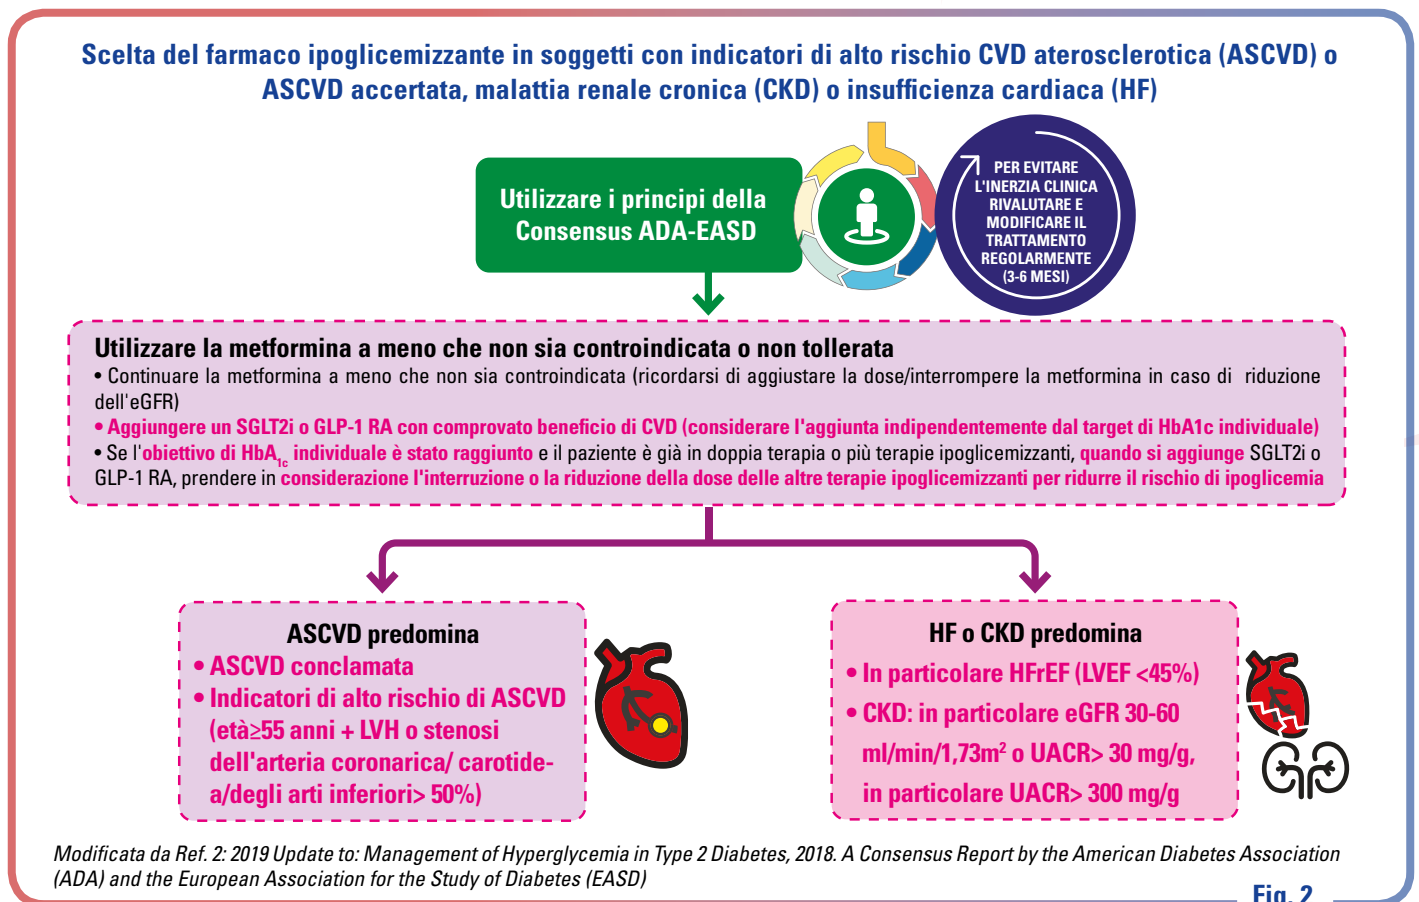 Scelta del farmaco ipoglicemizzante in soggetti con indicatori di alto rischio CVD aterosclerotica (ASCVD) o
ASCVD accertata, malattia renale cronica (CKD) o insufficienza cardiaca (HF)
Utilizzare i principi della
Consensus ADA-EASD
PER EVITARE
L'INERZIA CLINICA
RIVALUTARE E
MODIFICARE IL
TRATTAMENTO
REGOLARMENTE
(3-6 MESI)
Utilizzare la metformina a meno che non sia controindicata o non tollerata
• Continuare la metformina a meno che non sia controindicata (ricordarsi di aggiustare la dose/interrompere la metformina in caso di riduzione
dell'eGFR)
• Aggiungere un SGLT2i o GLP-1 RA con comprovato beneficio di CVD (considerare l'aggiunta indipendentemente dal target di HbA1c individuale)
• Se l'obiettivo di HbA1c individuale è stato raggiunto e il paziente è già in doppia terapia o più terapie ipoglicemizzanti, quando si aggiunge SGLT2i o
GLP-1 RA, prendere in considerazione l'interruzione o la riduzione della dose delle altre terapie ipoglicemizzanti per ridurre il rischio di ipoglicemia
ASCVD predomina
• ASCVD conclamata
• Indicatori di alto rischio di ASCVD
(età≥55 anni + LVH o stenosi
dell'arteria coronarica/ carotide-
a/degli arti inferiori> 50%)
HF o CKD predomina
• In particolare HFrEF (LVEF <45%)
• CKD: in particolare eGFR 30-60
ml/min/1,73m² o UACR> 30 mg/g,
in particolare UACR> 300 mg/g
Modificata da Ref. 2: 2019 Update to: Management of Hyperglycemia in Type 2 Diabetes, 2018. A Consensus Report by the American Diabetes Association
(ADA) and the European Association for the Study of Diabetes (EASD)
Fig. 2